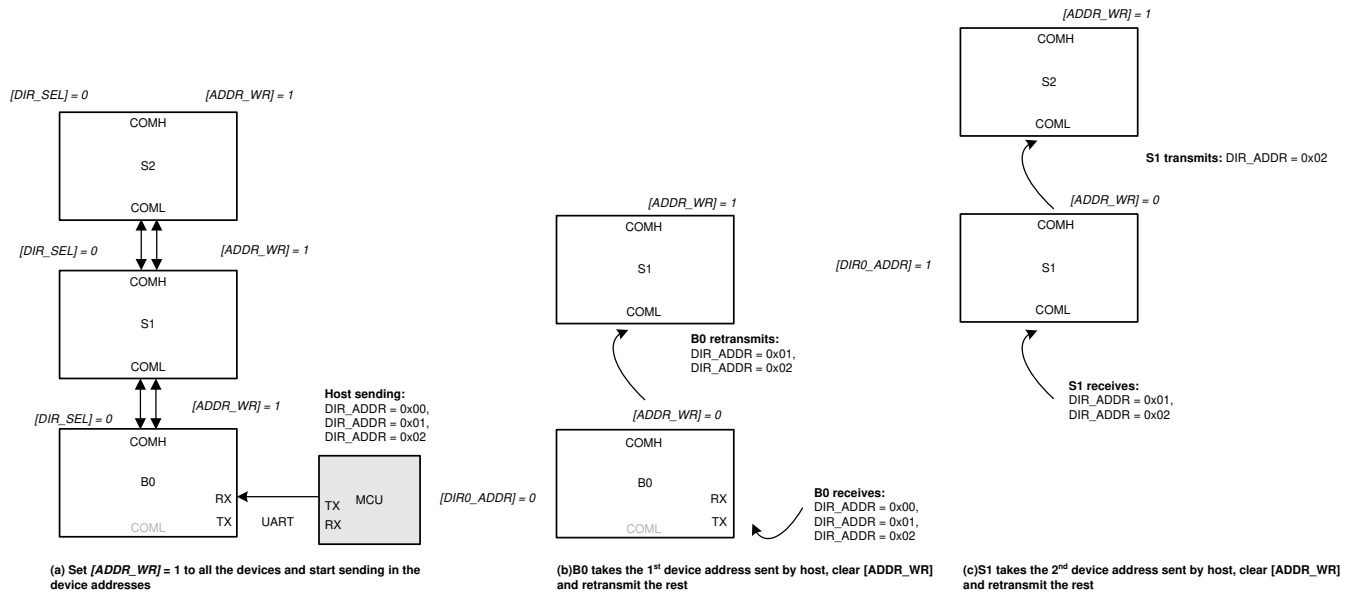 [DIR_SEL] = 0
[ADDR_WR] = 1
COMH
S2
COML
[DIR_SEL] = 0
[ADDR_WR] = 1
COMH
S1
COML
[DIR_SEL] = 0
[ADDR_WR] = 1
COMH
B0
RX
TX
COML
UART
Host sending:
DIR_ADDR = 0x00,
DIR_ADDR = 0x01,
DIR_ADDR = 0x02
MCU
TX
RX
(a) Set [ADDR_WR] = 1 to all the devices and start sending in the
device addresses
[ADDR_WR] = 1
COMH
S1
COML
B0 retransmits:
DIR_ADDR = 0x01,
DIR_ADDR = 0x02
[ADDR_WR] = 0
[DIR0_ADDR] = 0
COMH
B0
RX
TX
COML
B0 receives:
DIR_ADDR = 0x00,
DIR_ADDR = 0x01,
DIR_ADDR = 0x02
(b)B0 takes the 1st device address sent by host, clear [ADDR_WR]
and retransmit the rest
[ADDR_WR] = 1
COMH
S2
COML
S1 transmits: DIR_ADDR = 0x02
[ADDR_WR] = 0
[DIR0_ADDR] = 1
COMH
S1
COML
S1 receives:
DIR_ADDR = 0x01,
DIR_ADDR = 0x02
(c)S1 takes the 2nd device address sent by host, clear [ADDR_WR]
and retransmit the rest